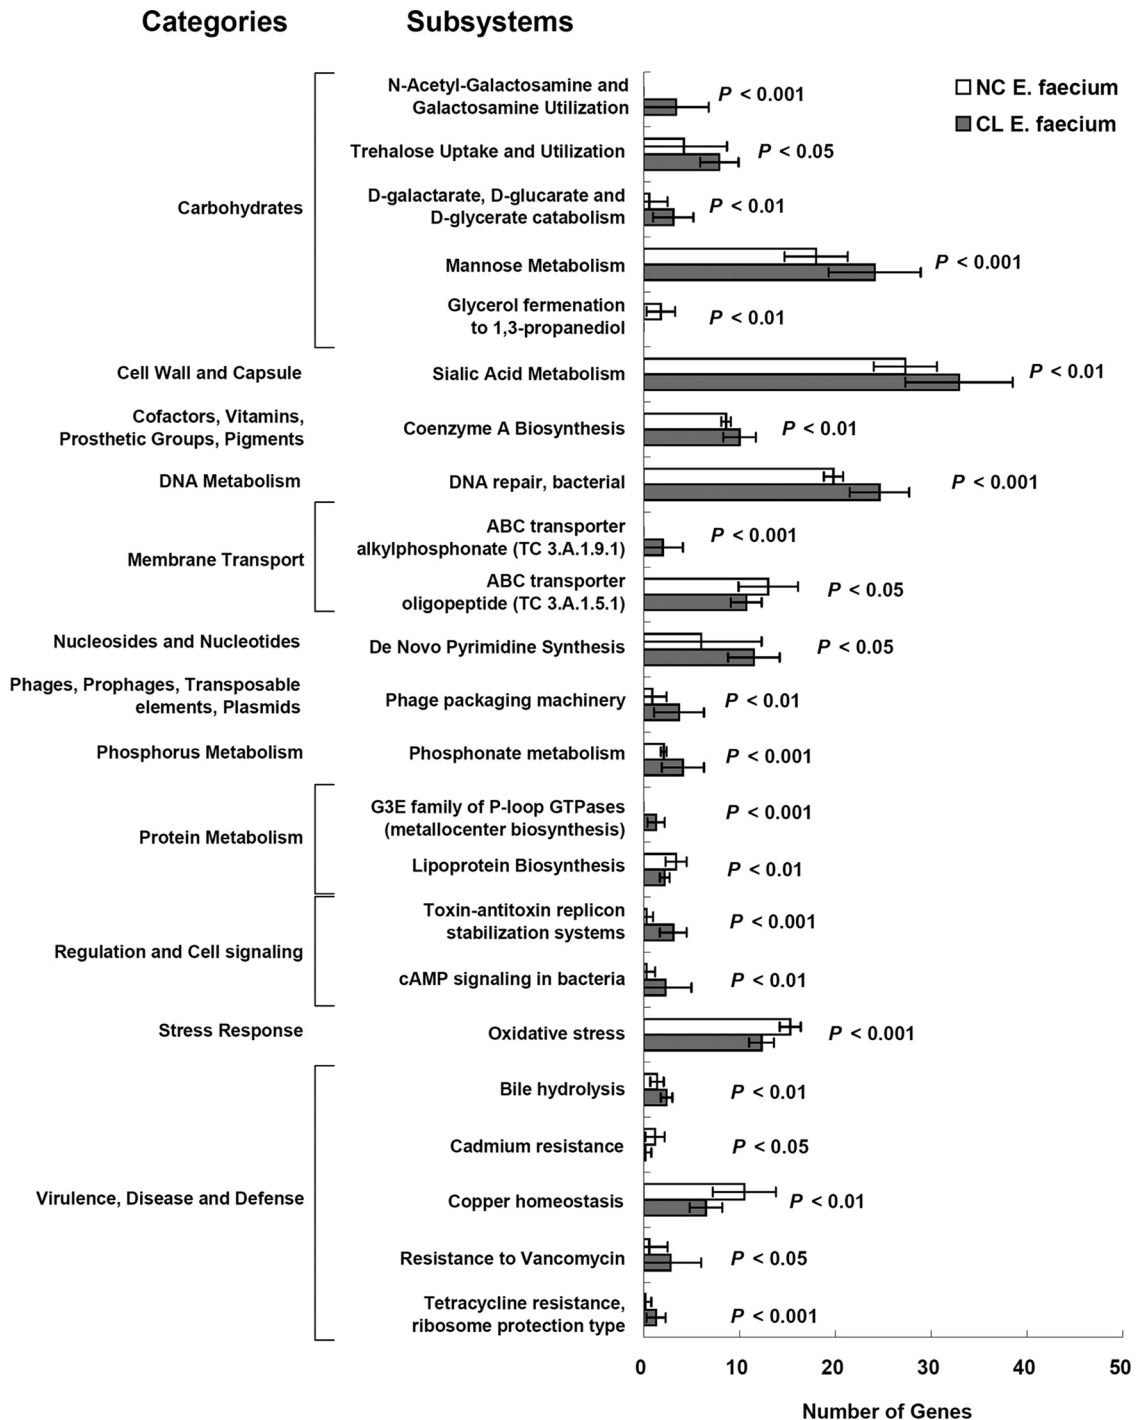 Categories
Subsystems
NC E. faecium
CL E. faecium
Carbohydrates
N-Acetyl-Galactosamine and
Galactosamine Utilization
P < 0.001
Trehalose Uptake and Utilization
P < 0.05
D-galactarate, D-glucarate and
D-glycerate catabolism
P < 0.01
Mannose Metabolism
P < 0.001
Glycerol fermenation
to 1,3-propanediol
P < 0.01
Cell Wall and Capsule
Sialic Acid Metabolism
P < 0.01
Cofactors, Vitamins,
Prosthetic Groups, Pigments
Coenzyme A Biosynthesis
P < 0.01
DNA Metabolism
DNA repair, bacterial
P < 0.001
Membrane Transport
ABC transporter
alkylphosphonate (TC 3.A.1.9.1)
P < 0.001
ABC transporter
oligopeptide (TC 3.A.1.5.1)
P < 0.05
Nucleosides and Nucleotides
De Novo Pyrimidine Synthesis
P < 0.05
Phages, Prophages, Transposable
elements, Plasmids
Phage packaging machinery
P < 0.01
Phosphorus Metabolism
Phosphonate metabolism
P < 0.001
Protein Metabolism
G3E family of P-loop GTPases
(metallocenter biosynthesis)
P < 0.001
Lipoprotein Biosynthesis
P < 0.01
Regulation and Cell signaling
Toxin-antitoxin replicon
stabilization systems
P < 0.001
cAMP signaling in bacteria
P < 0.01
Stress Response
Oxidative stress
P < 0.001
Virulence, Disease and Defense
Bile hydrolysis
P < 0.01
Cadmium resistance
P < 0.05
Copper homeostasis
P < 0.01
Resistance to Vancomycin
P < 0.05
Tetracycline resistance,
ribosome protection type
P < 0.001
0 10 20 30 40 50
Number of Genes